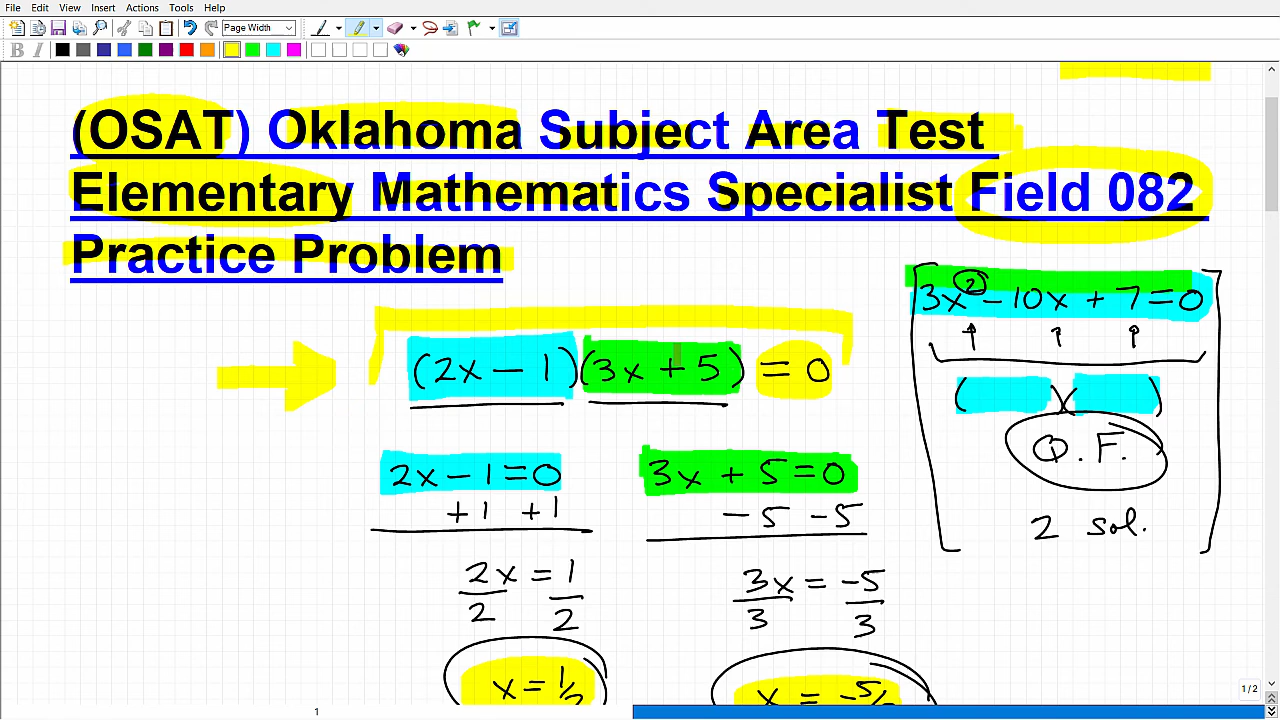 File Edit View Insert Actions Tools Help
Page Width
B I
(OSAT) Oklahoma Subject Area Test
Elementary Mathematics Specialist Field 082
Practice Problem
(2x - 1)(3x + 5) = 0
2x - 1 = 0
+1 +1
2x = 1
2 2
x = 1/2
3x + 5 = 0
-5 -5
3x = -5
3 3
x = -5/
3x² - 10x + 7 = 0
( )( )
Q.F.
2 sol.
1/2
1